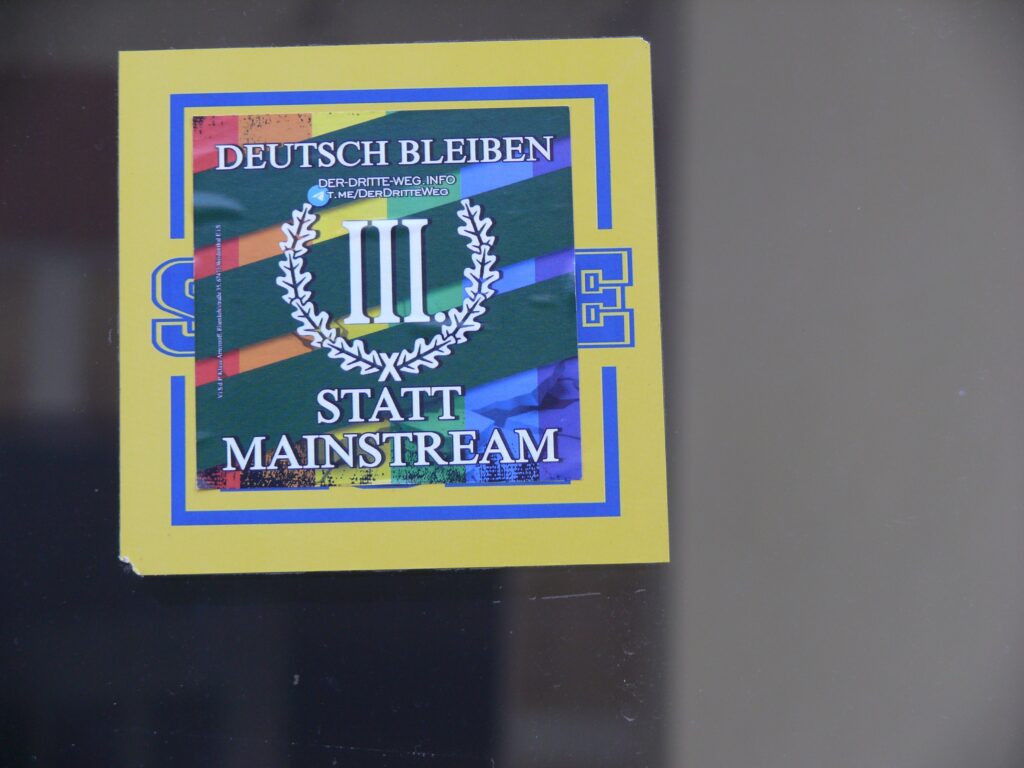 DEUTSCH BLEIBEN
DER-DRITTE-WEG.INFO
T.ME/DERDRITTEWEG
III.
S E
STATT
MAINSTREAM